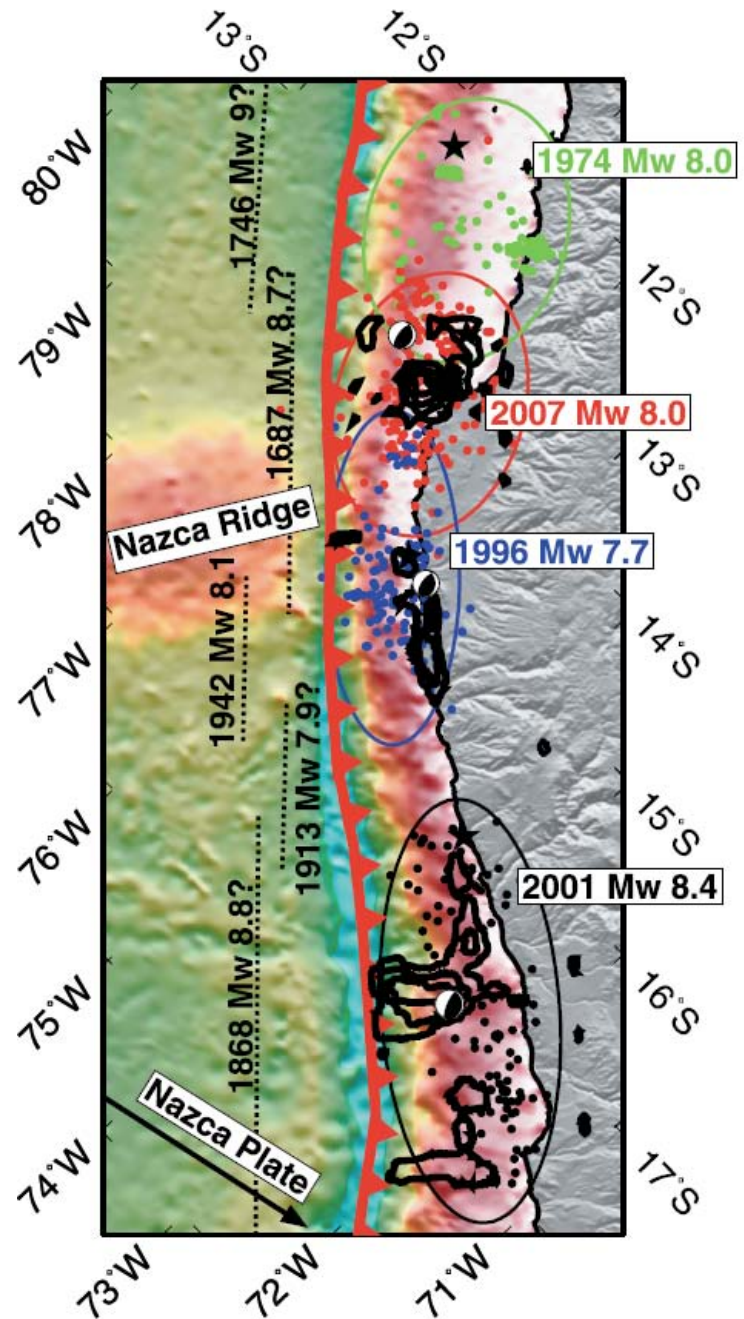 13°S
12°S
80°W
1746 Mw 9?
1974 Mw 8.0
12°S
79°W
1687 Mw 8.7?
2007 Mw 8.0
13°S
78°W
Nazca Ridge
1996 Mw 7.7
14°S
1942 Mw 8.1
77°W
1913 Mw 7.9?
15°S
76°W
2001 Mw 8.4
1868 Mw 8.8?
16°S
75°W
Nazca Plate
17°S
74°W
73°W
72°W
71°W